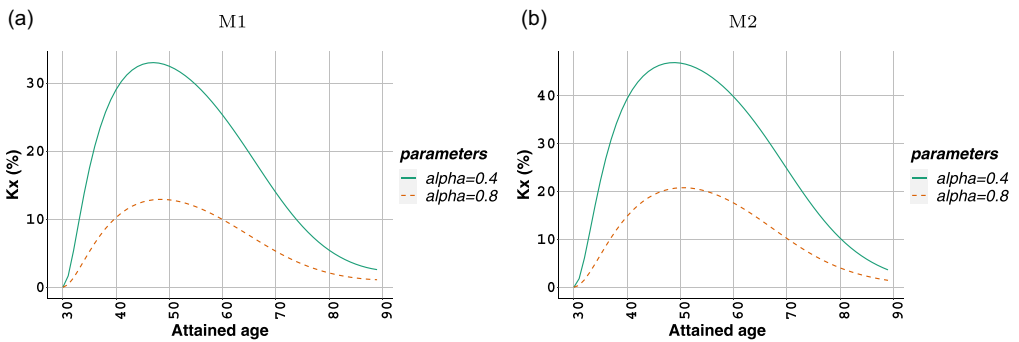 (a) M1
Kx (%)
30
20
10
0
30 40 50 60 70 80 90
Attained age
parameters
alpha=0.4
alpha=0.8
(b) M2
Kx (%)
40
30
20
10
0
30 40 50 60 70 80 90
Attained age
parameters
alpha=0.4
alpha=0.8